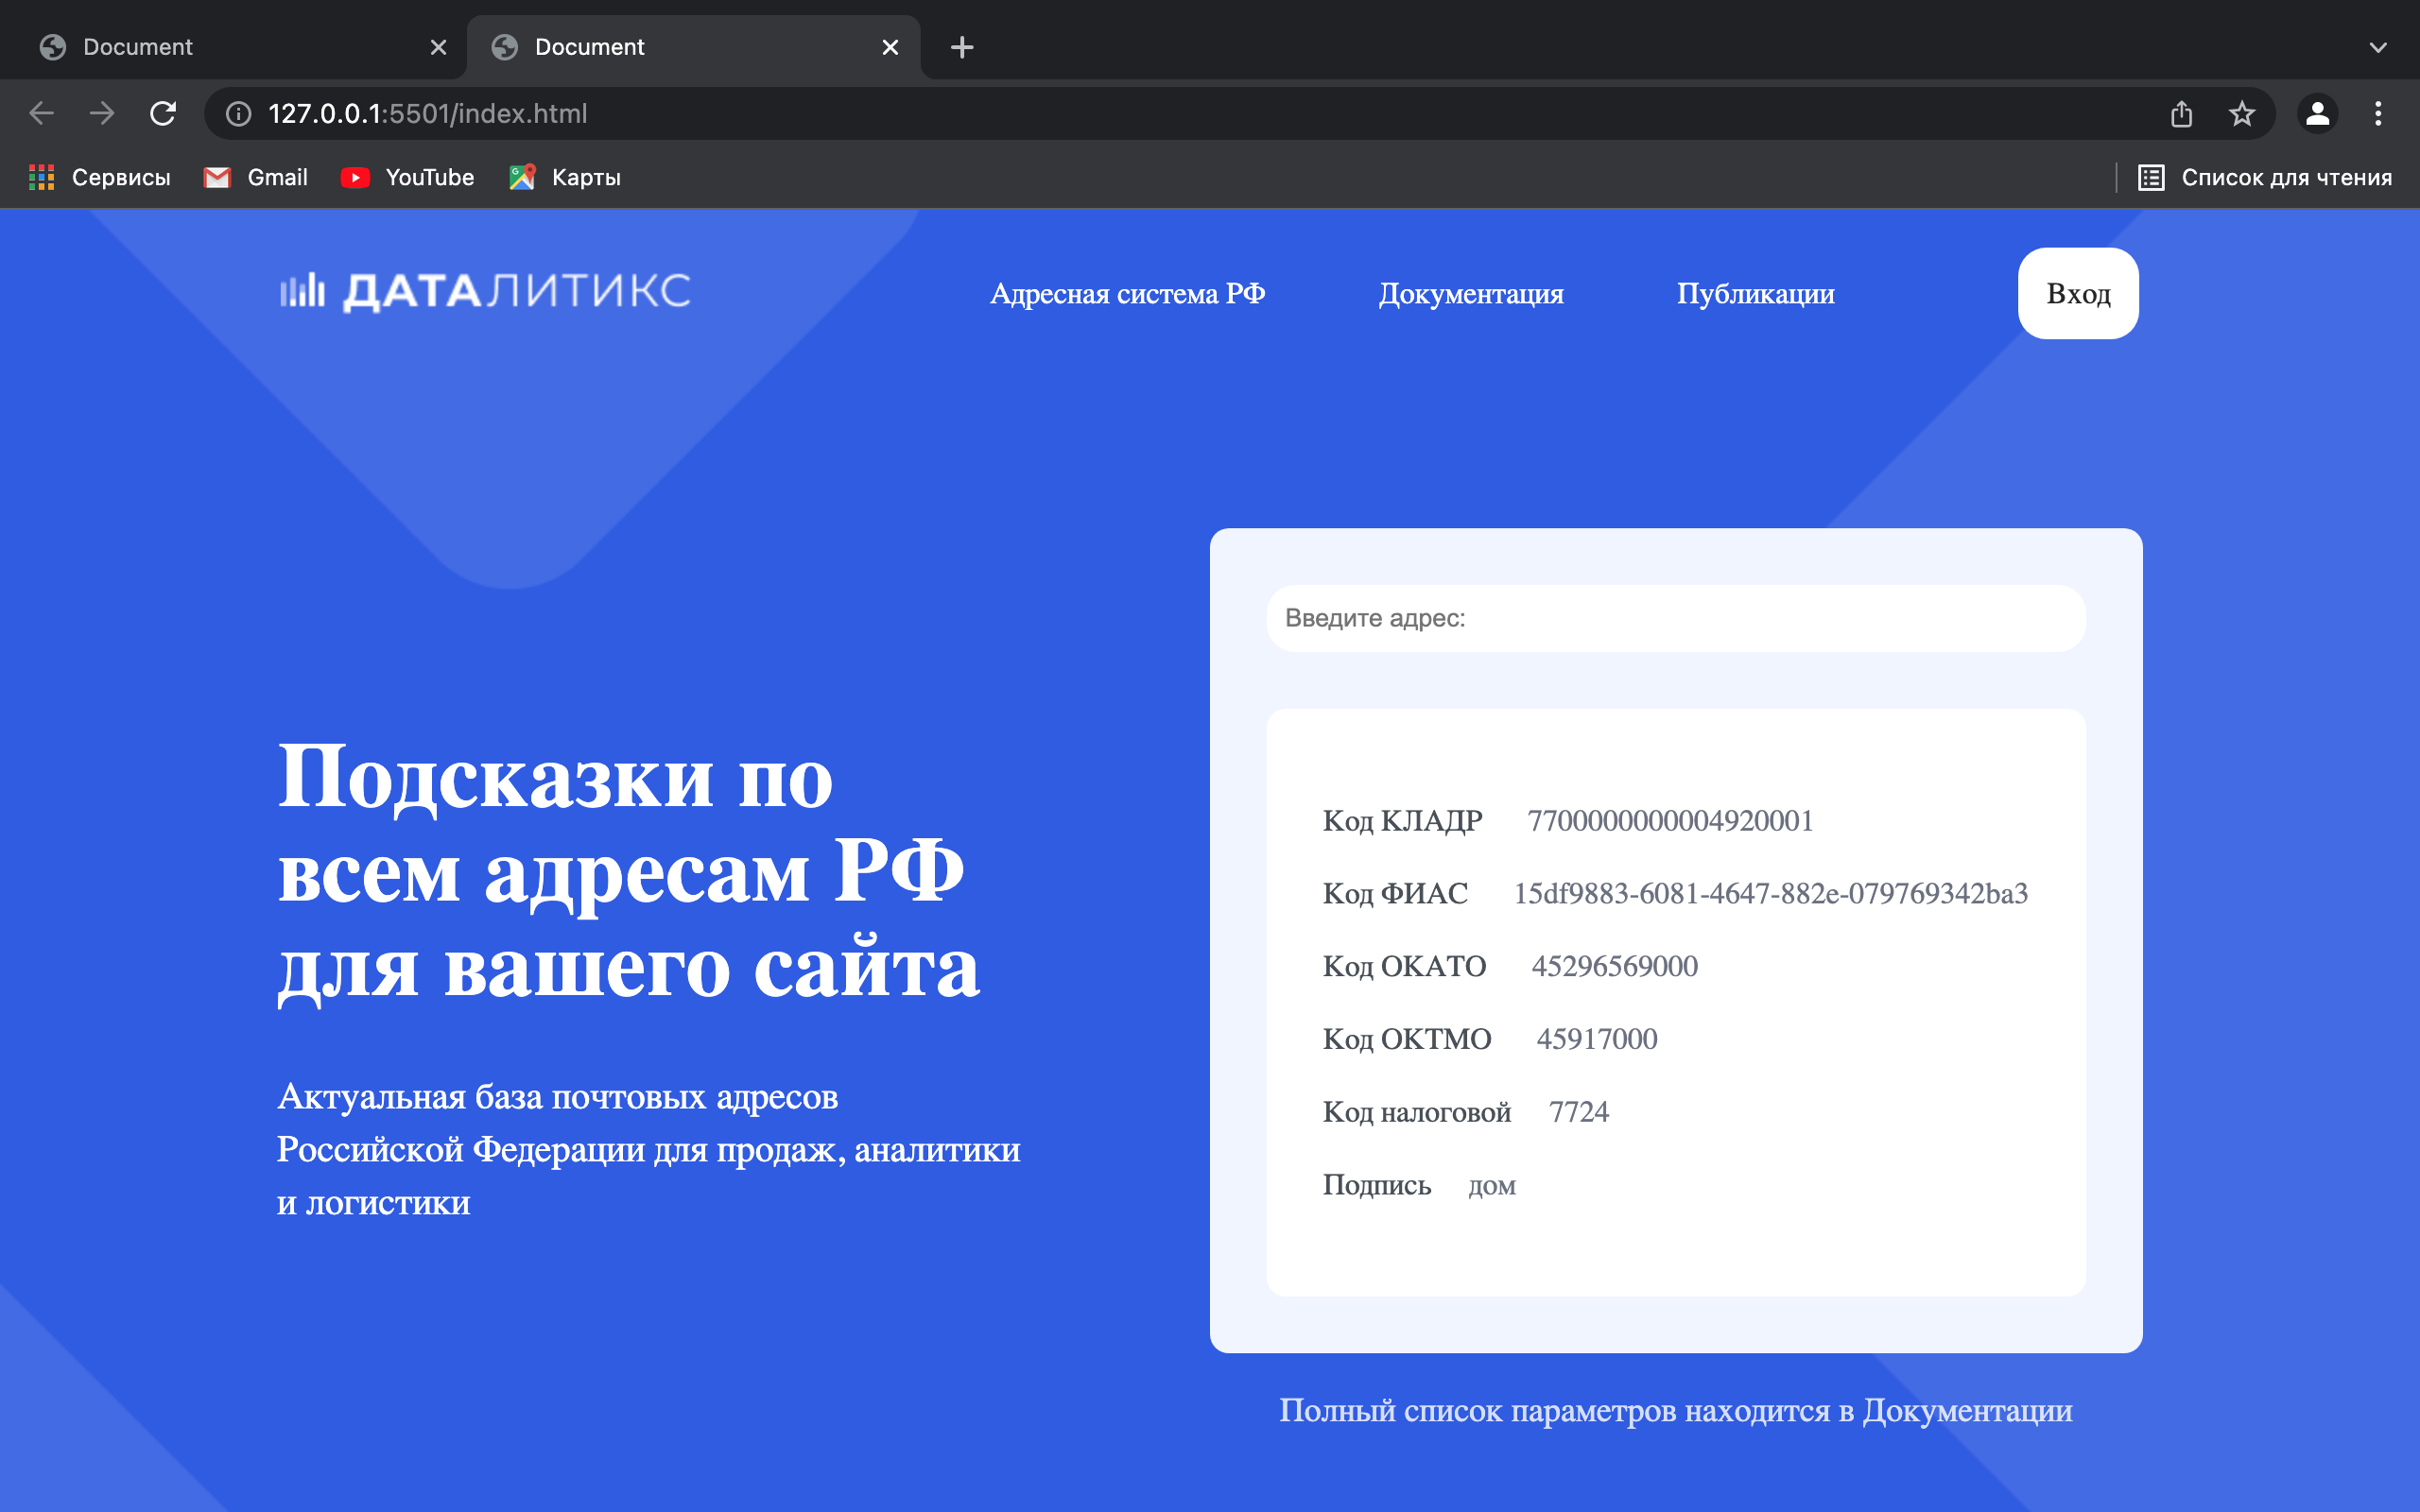 Document
Document
127.0.0.1:5501/index.html
Сервисы
Gmail
YouTube
Карты
Список для чтения
ДАТАЛИТИКС
Адресная система РФ
Документация
Публикации
Вход
Подсказки по
всем адресам РФ
для вашего сайта
Актуальная база почтовых адресов
Российской Федерации для продаж, аналитики
и логистики
Введите адрес:
Код КЛАДР 7700000000004920001
Код ФИАС 15df9883-6081-4647-882e-079769342ba3
Код ОКАТО 45296569000
Код ОКТМО 45917000
Код налоговой 7724
Подпись дом
Полный список параметров находится в Документации